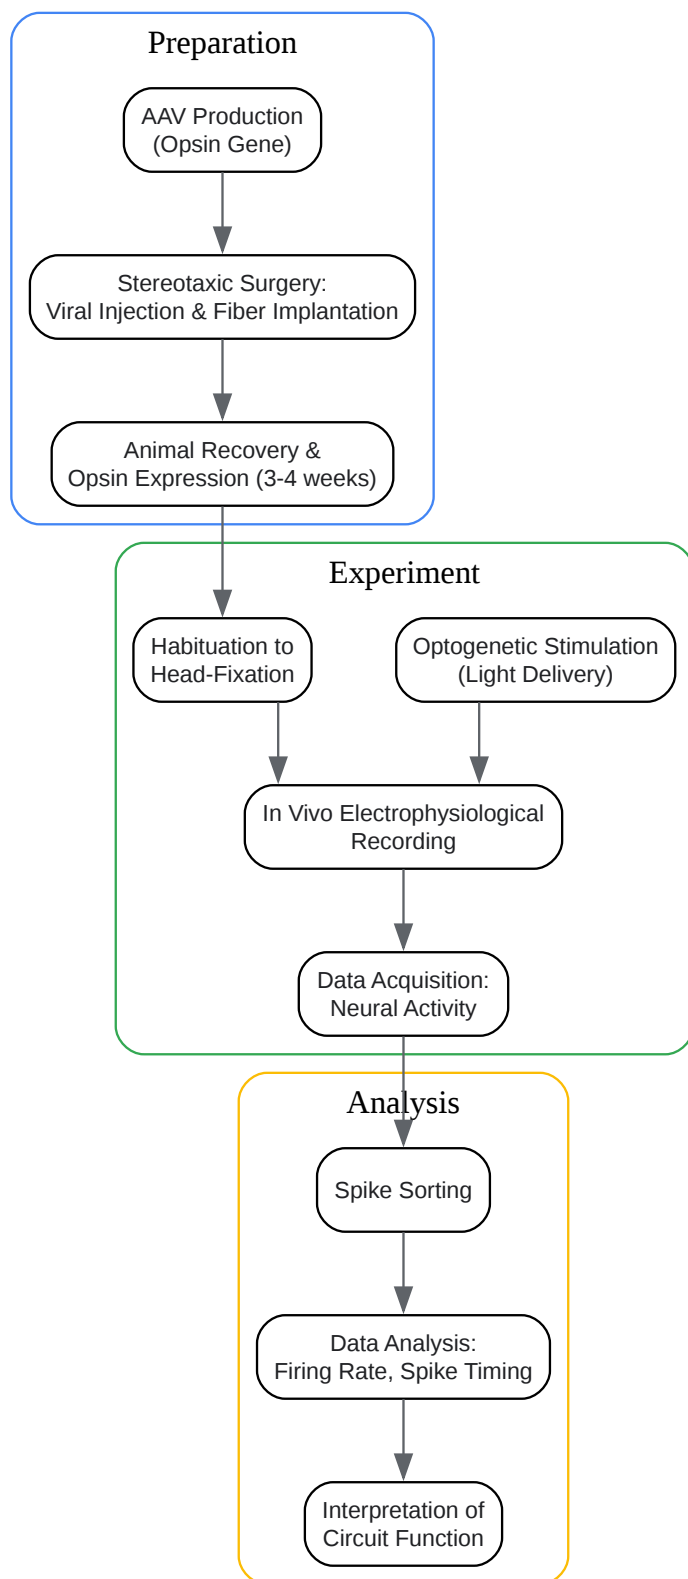 Preparation
AAV Production
(Opsin Gene)
Stereotaxic Surgery:
Viral Injection & Fiber Implantation
Animal Recovery &
Opsin Expression (3-4 weeks)
Experiment
Habituation to
Head-Fixation
Optogenetic Stimulation
(Light Delivery)
In Vivo Electrophysiological
Recording
Data Acquisition:
Neural Activity
Analysis
Spike Sorting
Data Analysis:
Firing Rate, Spike Timing
Interpretation of
Circuit Function